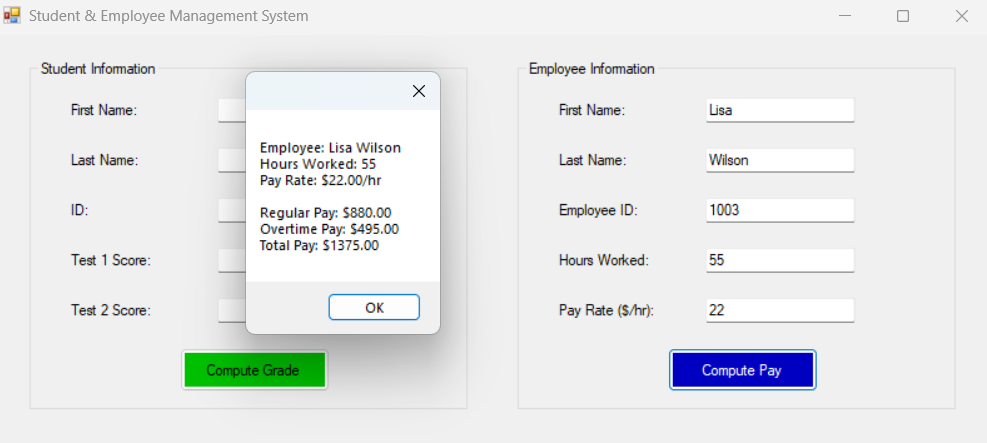 Student & Employee Management System
Student Information
First Name:
Last Name:
ID:
Test 1 Score:
Test 2 Score:
Compute Grade
Employee: Lisa Wilson
Hours Worked: 55
Pay Rate: $22.00/hr
Regular Pay: $880.00
Overtime Pay: $495.00
Total Pay: $1375.00
OK
Employee Information
First Name: Lisa
Last Name: Wilson
Employee ID: 1003
Hours Worked: 55
Pay Rate ($/hr): 22
Compute Pay